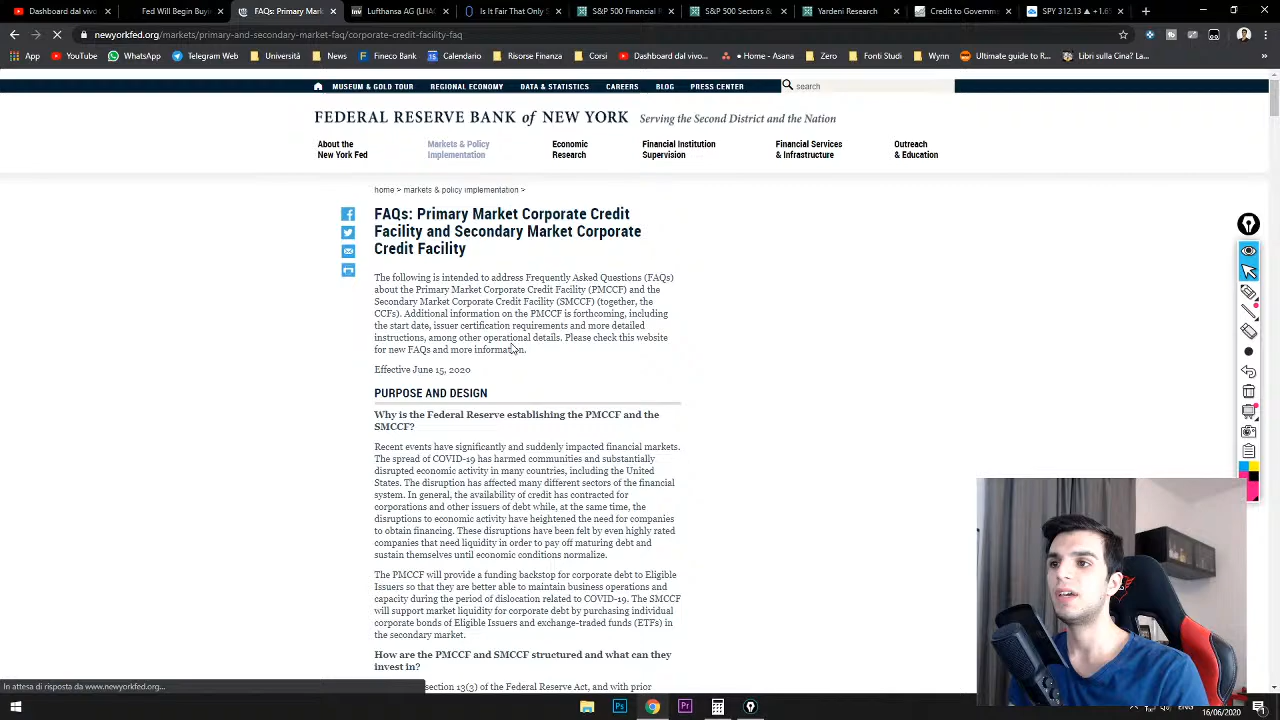 Dashboard dal vivo
Fed Will Begin Buyi
FAQs: Primary Mark
Lufthansa AG (LHA
Is It Fair That Only S
S&P 500 Financial R
S&P 500 Sectors &
Yardeni Research
Credit to Governme
SPY 312.13 ▲ +1.65
newyorkfed.org/markets/primary-and-secondary-market-faq/corporate-credit-facility-faq
App
YouTube
WhatsApp
Telegram Web
Università
News
Fineco Bank
Calendario
Risorse Finanza
Corsi
Dashboard dal vivo...
• Asana
Zero
Fonti Studi
Wynn
Ultimate guide to R...
Libri sulla Cina? La...
MUSEUM & GOLD TOUR
REGIONAL ECONOMY
DATA & STATISTICS
CAREERS
BLOG
PRESS CENTER
search
FEDERAL RESERVE BANK of NEW YORK Serving the Second District and the Nation
About the
New York Fed
Markets & Policy
Implementation
Economic
Research
Financial Institution
Supervision
Financial Services
& Infrastructure
Outreach
& Education
home > markets & policy implementation >
FAQs: Primary Market Corporate Credit
Facility and Secondary Market Corporate
Credit Facility
The following is intended to address Frequently Asked Questions (FAQs)
about the Primary Market Corporate Credit Facility (PMCCF) and the
Secondary Market Corporate Credit Facility (SMCCF) (together, the
CCFs). Additional information on the PMCCF is forthcoming, including
the start date, issuer certification requirements and more detailed
instructions, among other operational details. Please check this website
for new FAQs and more information.
Effective June 15, 2020
PURPOSE AND DESIGN
Why is the Federal Reserve establishing the PMCCF and the
SMCCF?
Recent events have significantly and suddenly impacted financial markets.
The spread of COVID-19 has harmed communities and substantially
disrupted economic activity in many countries, including the United
States. The disruption has affected many different sectors of the financial
system. In general, the availability of credit has contracted for
corporations and other issuers of debt while, at the same time, the
disruptions to economic activity have heightened the need for companies
to obtain financing. These disruptions have been felt by even highly rated
companies that need liquidity in order to pay off maturing debt and
sustain themselves until economic conditions normalize.
The PMCCF will provide a funding backstop for corporate debt to Eligible
Issuers so that they are better able to maintain business operations and
capacity during the period of dislocation related to COVID-19. The SMCCF
will support market liquidity for corporate debt by purchasing individual
corporate bonds of Eligible Issuers and exchange-traded funds (ETFs) in
the secondary market.
How are the PMCCF and SMCCF structured and what can they
invest in?
section 13(3) of the Federal Reserve Act, and with prior
In attesa di risposta da www.newyorkfed.org...
Ps
Pr
ENG
16/06/2020